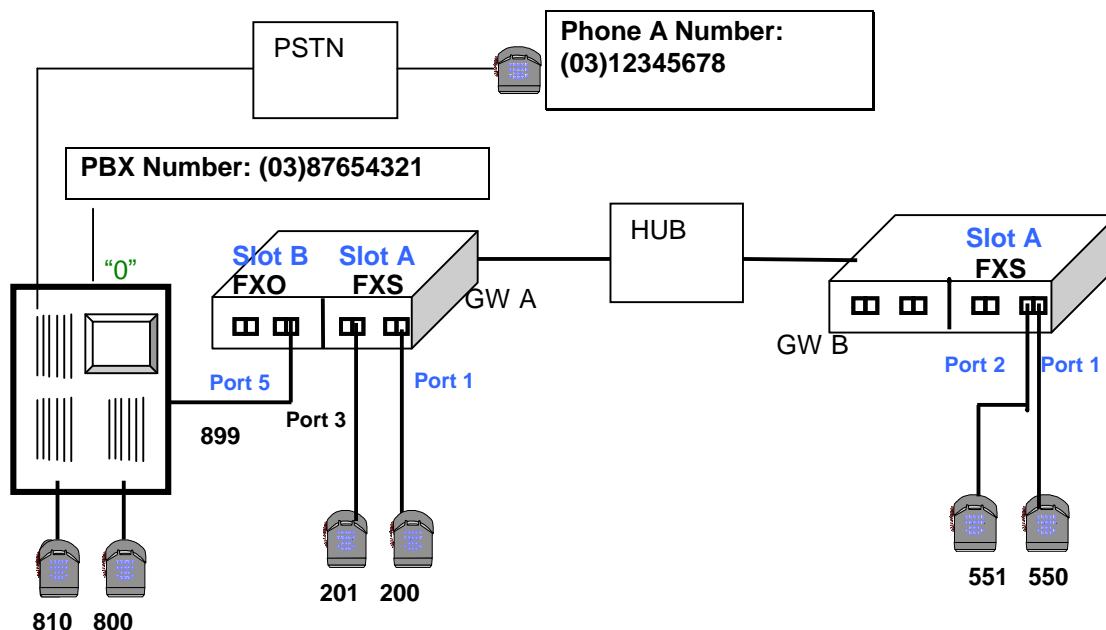 PSTN
Phone A Number:
(03)12345678
PBX Number: (03)87654321
HUB
"0"
Slot B
FXO
Slot A
FXS
GW A
Slot A
FXS
GW B
Port 5
Port 3
Port 1
Port 2
Port 1
899
201
200
551
550
810
800